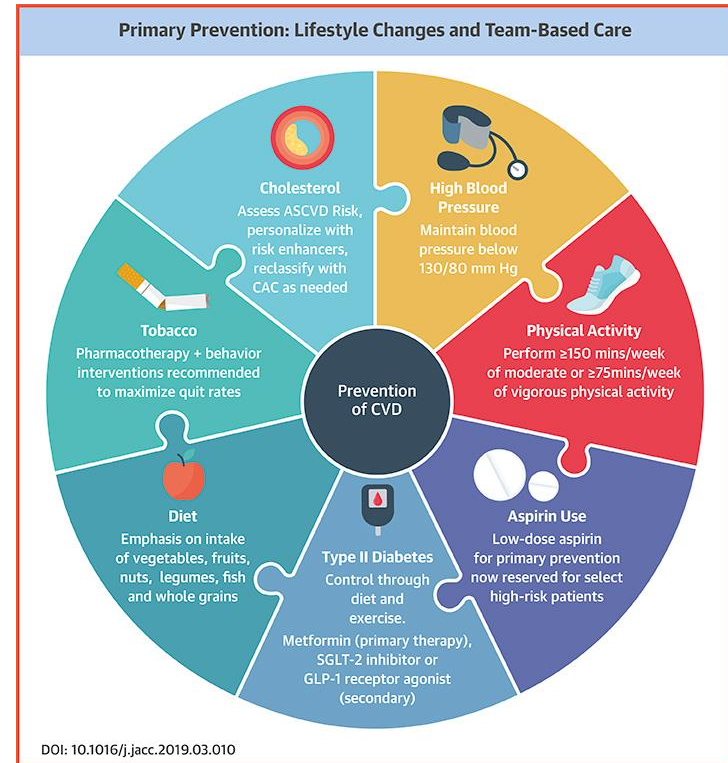 Primary Prevention: Lifestyle Changes and Team-Based Care
Cholesterol
Assess ASCVD Risk,
personalize with
risk enhancers,
reclassify with
CAC as needed
High Blood
Pressure
Maintain blood
pressure below
130/80 mm Hg
Tobacco
Pharmacotherapy + behavior
interventions recommended
to maximize quit rates
Physical Activity
Perform ≥150 mins/week
of moderate or ≥75mins/week
of vigorous physical activity
Prevention
of CVD
Diet
Emphasis on intake
of vegetables, fruits,
nuts, legumes, fish
and whole grains
Type II Diabetes
Control through
diet and
exercise.
Metformin (primary therapy),
SGLT-2 inhibitor or
GLP-1 receptor agonist
(secondary)
Aspirin Use
Low-dose aspirin
for primary prevention
now reserved for select
high-risk patients
DOI: 10.1016/j.jacc.2019.03.010